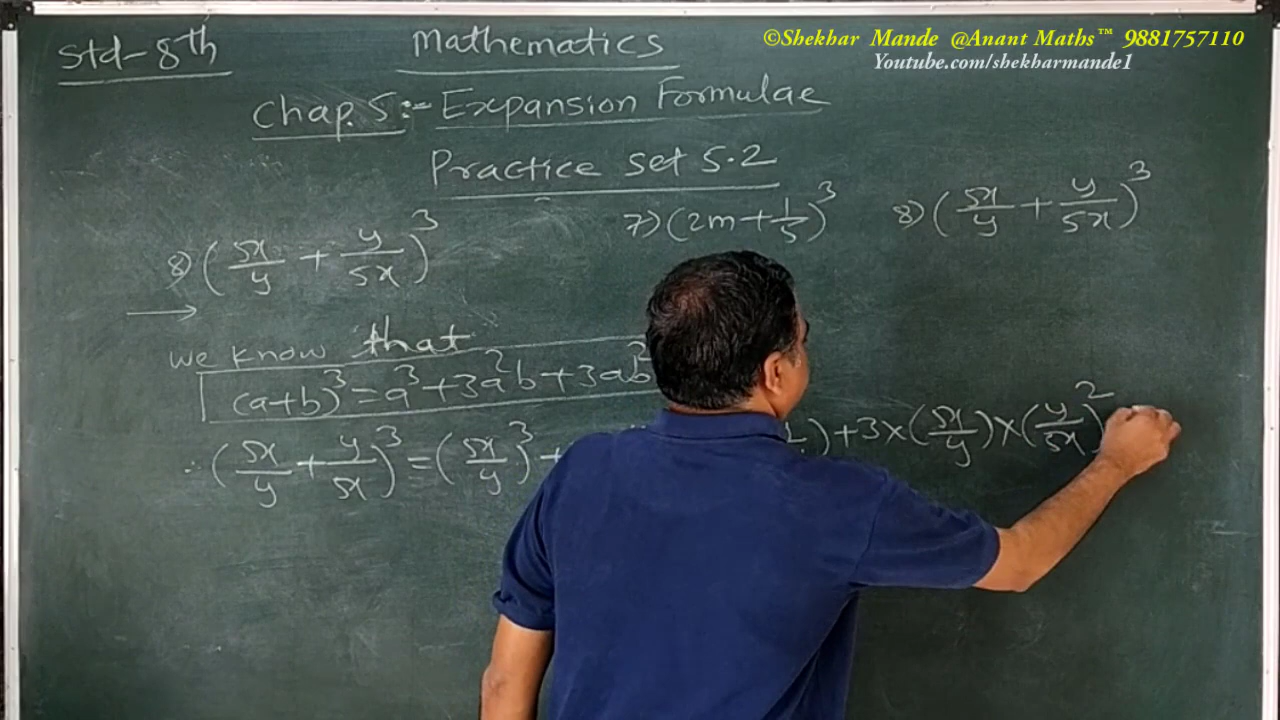 ©Shekhar Mande @Anant Maths™ 9881757110
Youtube.com/shekharmande1
Std-8th
Mathematics
Chap. 5:- Expansion Formulae
Practice Set 5.2
7) (2m + 1/5)³ 8) (5x/y + y/5x)³
8) (5x/y + y/5x)³
→
we know that
(a+b)³ = a³ + 3a²b + 3ab²
∴ (5x/y + y/5x)³ = (5x/y)³ + ) + 3 × (5x/y) × (y/5x)²